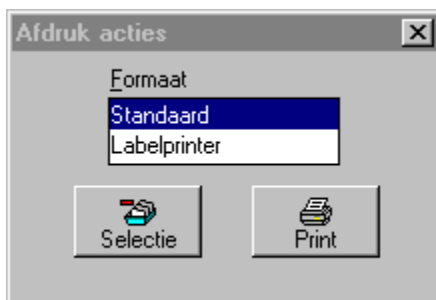 Afdruk acties
Formaat
Standaard
Labelprinter
Selectie
Print